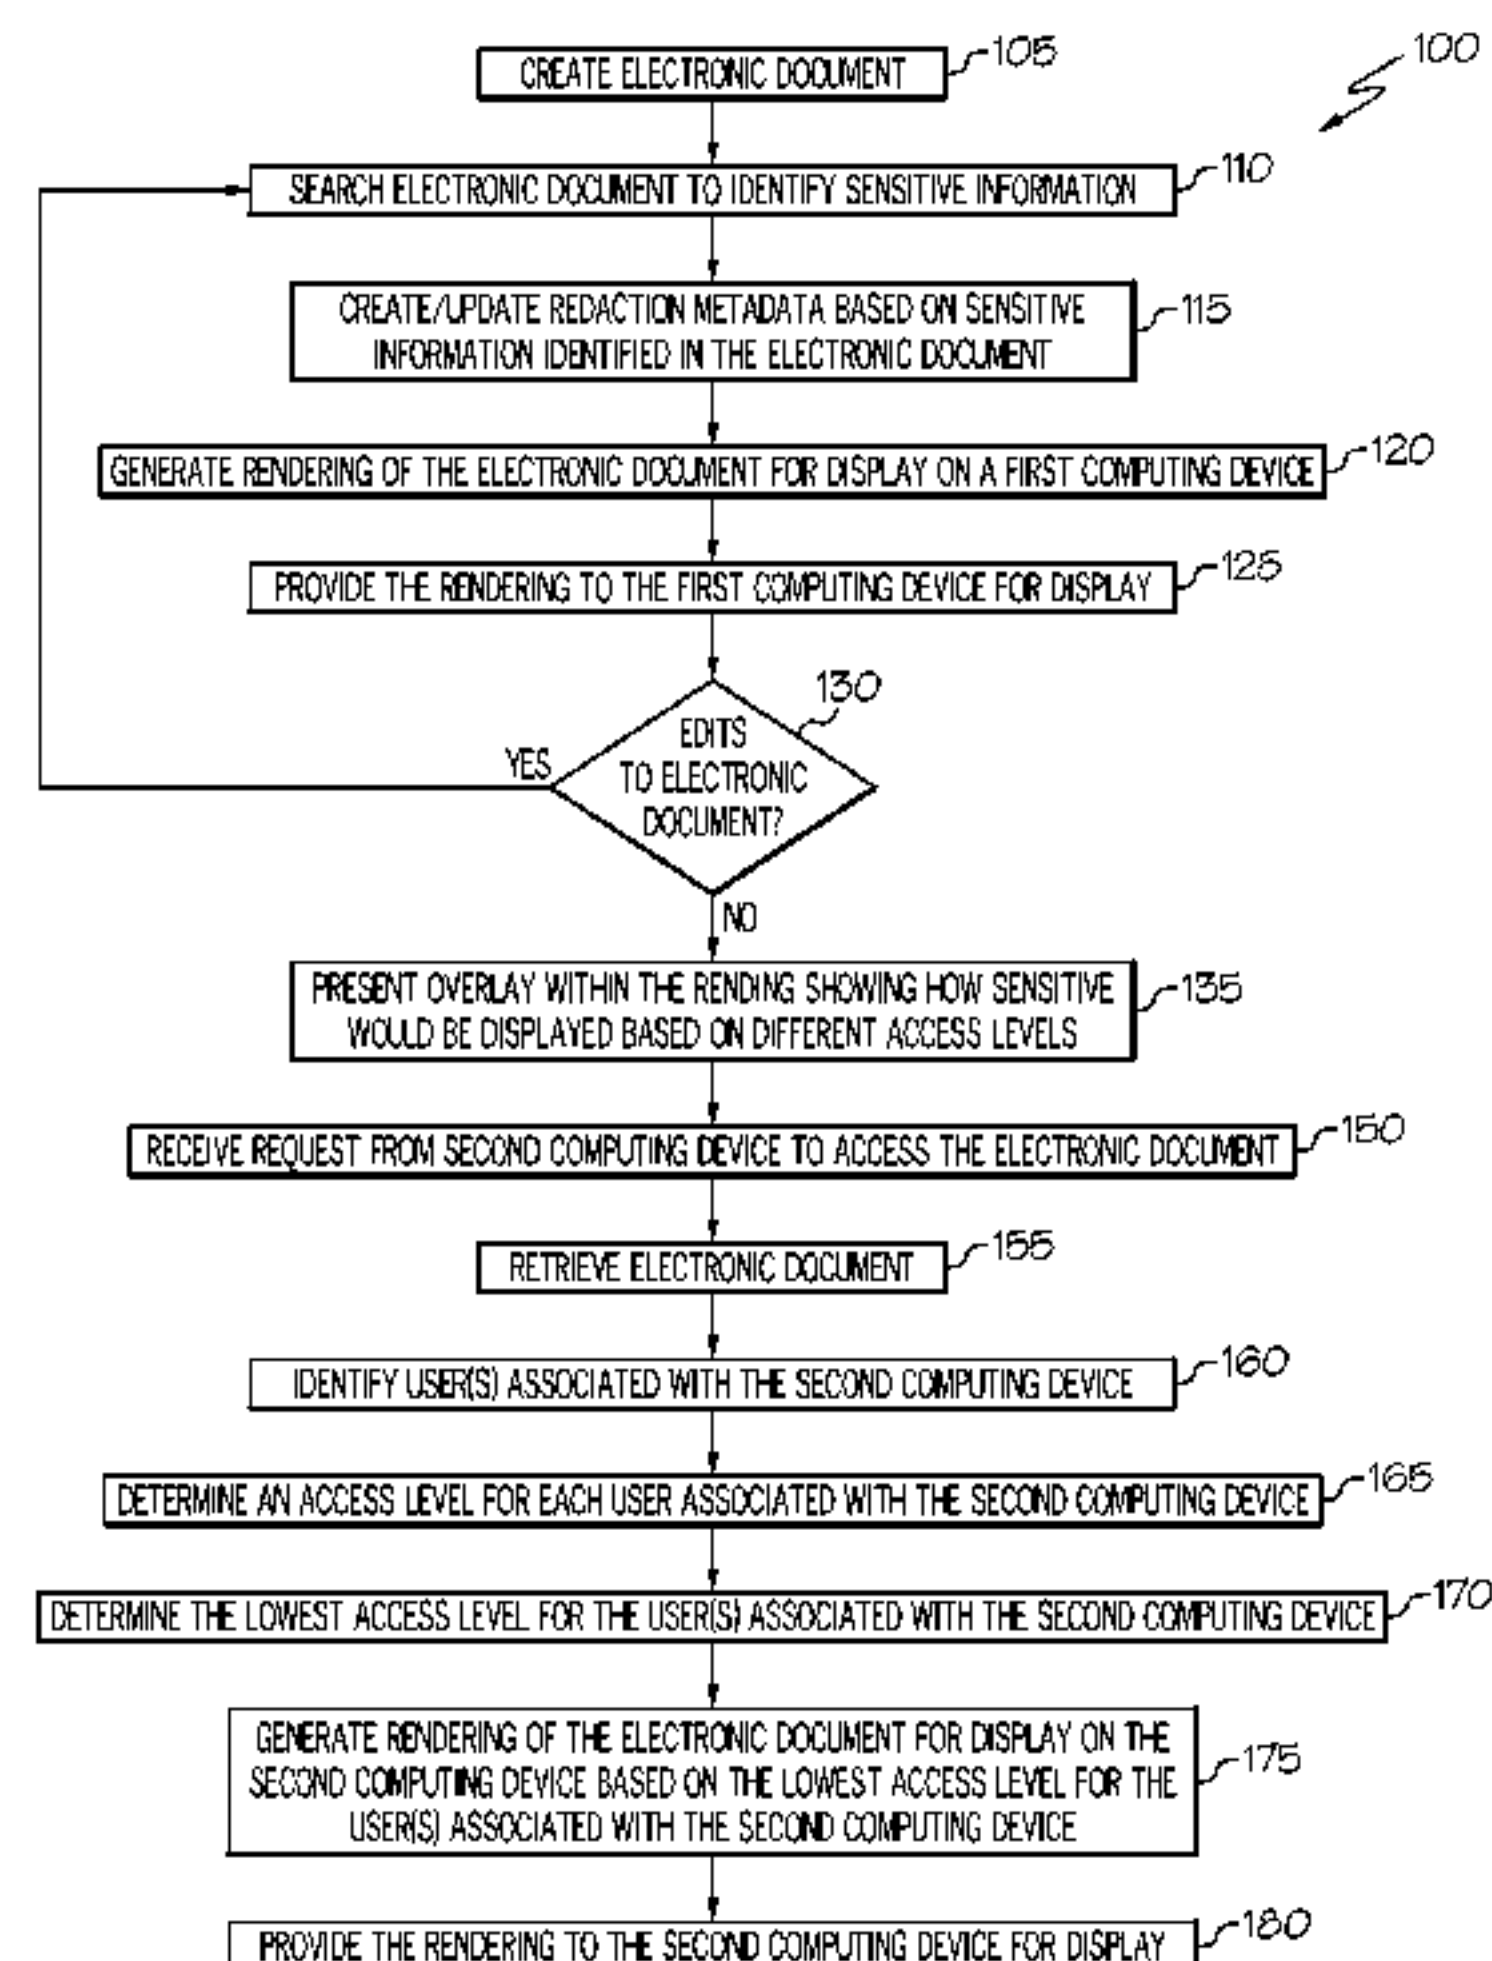 100
CREATE ELECTRONIC DOCUMENT
105
SEARCH ELECTRONIC DOCUMENT TO IDENTIFY SENSITIVE INFORMATION
110
CREATE/UPDATE REDACTION METADATA BASED ON SENSITIVE
INFORMATION IDENTIFIED IN THE ELECTRONIC DOCUMENT
115
GENERATE RENDERING OF THE ELECTRONIC DOCUMENT FOR DISPLAY ON A FIRST COMPUTING DEVICE
120
PROVIDE THE RENDERING TO THE FIRST COMPUTING DEVICE FOR DISPLAY
125
EDITS
TO ELECTRONIC
DOCUMENT?
130
YES
NO
PRESENT OVERLAY WITHIN THE RENDING SHOWING HOW SENSITIVE
WOULD BE DISPLAYED BASED ON DIFFERENT ACCESS LEVELS
135
RECEIVE REQUEST FROM SECOND COMPUTING DEVICE TO ACCESS THE ELECTRONIC DOCUMENT
150
RETRIEVE ELECTRONIC DOCUMENT
155
IDENTIFY USER(S) ASSOCIATED WITH THE SECOND COMPUTING DEVICE
160
DETERMINE AN ACCESS LEVEL FOR EACH USER ASSOCIATED WITH THE SECOND COMPUTING DEVICE
165
DETERMINE THE LOWEST ACCESS LEVEL FOR THE USER(S) ASSOCIATED WITH THE SECOND COMPUTING DEVICE
170
GENERATE RENDERING OF THE ELECTRONIC DOCUMENT FOR DISPLAY ON THE
SECOND COMPUTING DEVICE BASED ON THE LOWEST ACCESS LEVEL FOR THE
USER(S) ASSOCIATED WITH THE SECOND COMPUTING DEVICE
175
PROVIDE THE RENDERING TO THE SECOND COMPUTING DEVICE FOR DISPLAY
180